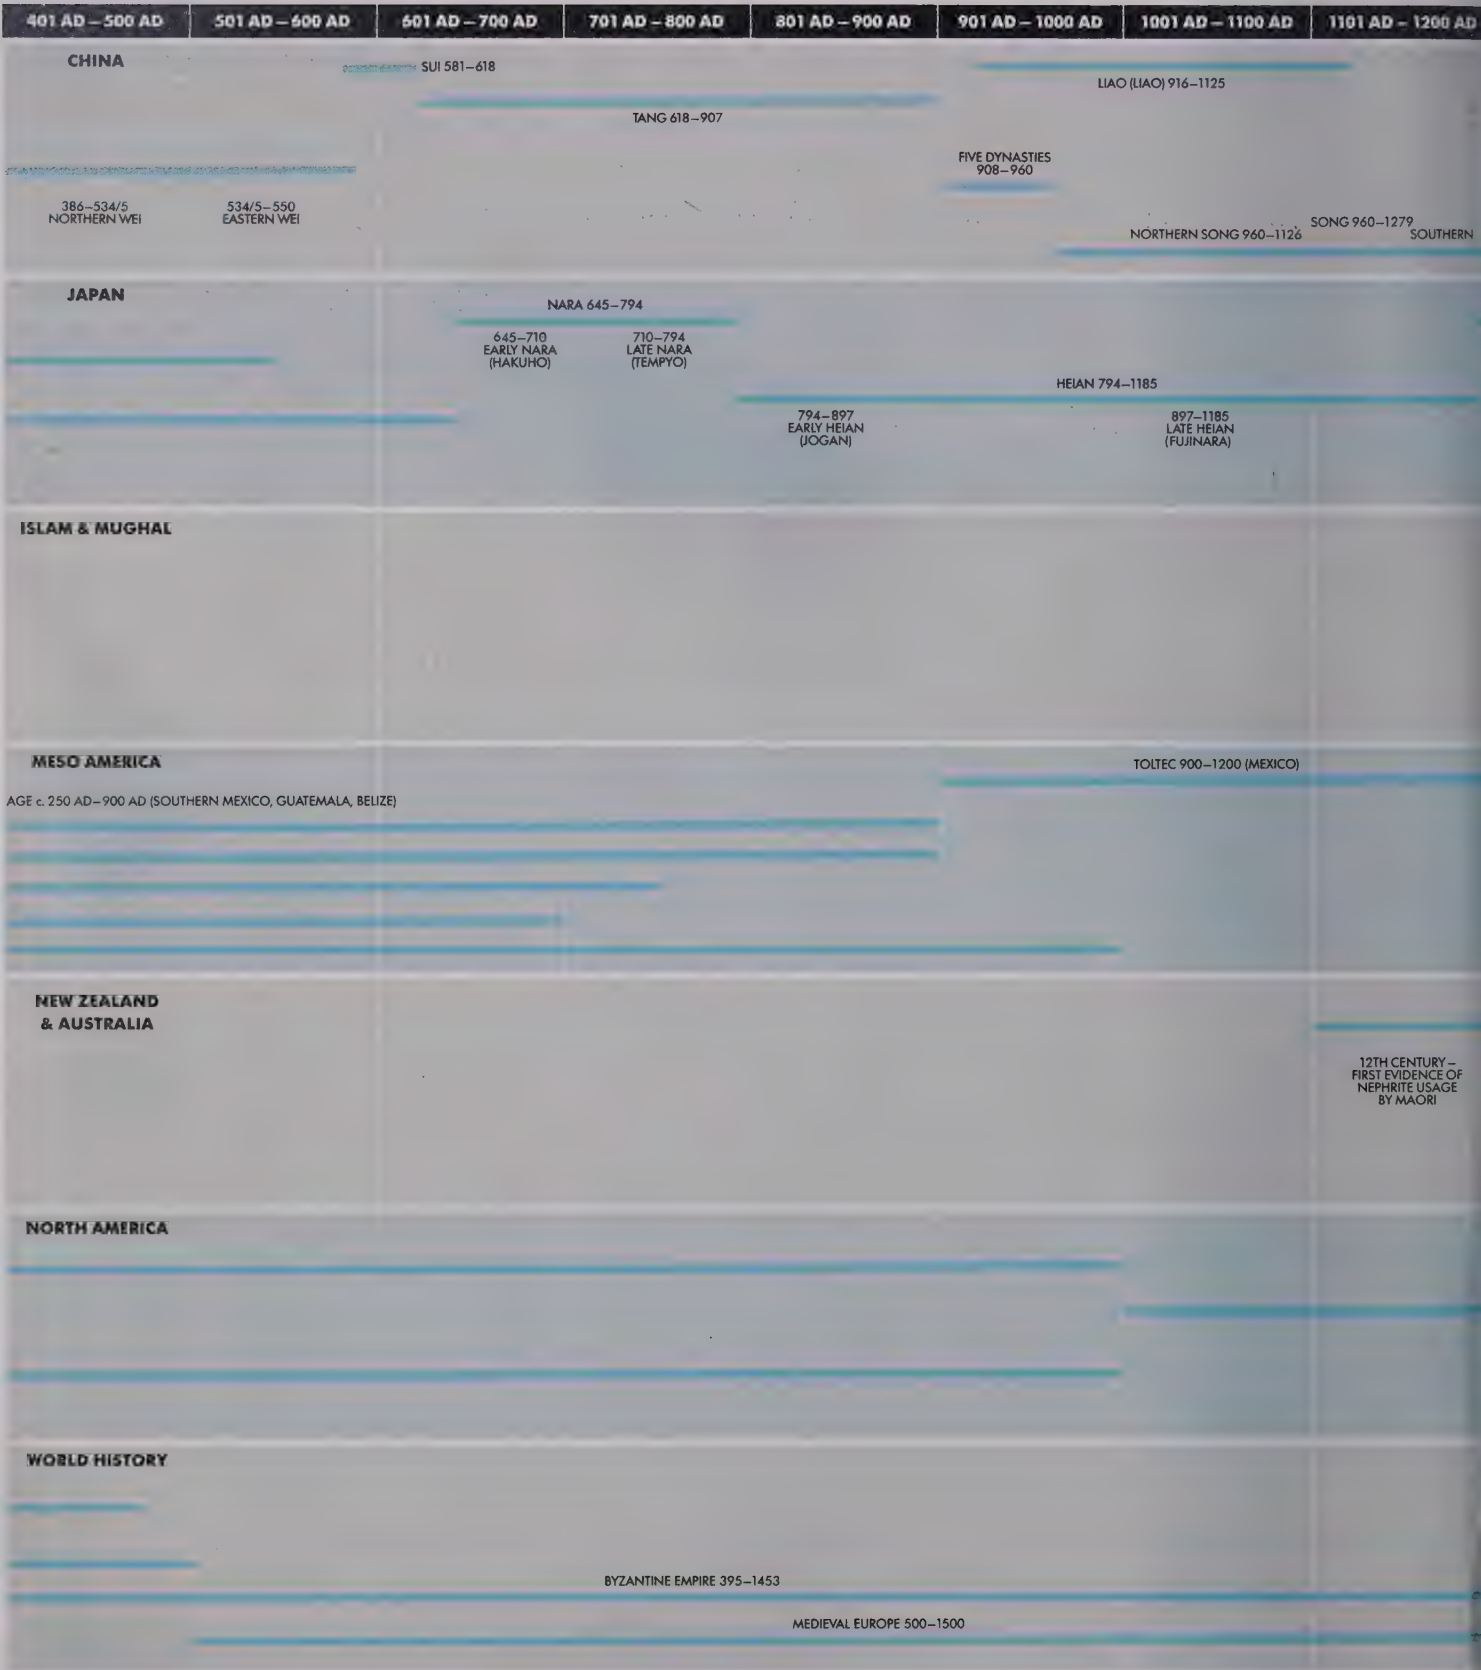 401 AD – 500 AD
501 AD – 600 AD
601 AD – 700 AD
701 AD – 800 AD
801 AD – 900 AD
901 AD – 1000 AD
1001 AD – 1100 AD
1101 AD – 1200 AD
CHINA
SUI 581–618
LIAO (LIAO) 916–1125
TANG 618–907
FIVE DYNASTIES
908–960
386–534/5
NORTHERN WEI
534/5–550
EASTERN WEI
SONG 960–1279
NORTHERN SONG 960–1126
SOUTHERN
JAPAN
NARA 645–794
645–710
EARLY NARA
(HAKUHO)
710–794
LATE NARA
(TEMPYO)
HEIAN 794–1185
794–897
EARLY HEIAN
(JOGAN)
897–1185
LATE HEIAN
(FUJINARA)
ISLAM & MUGHAL
MESO AMERICA
TOLTEC 900–1200 (MEXICO)
AGE c. 250 AD–900 AD (SOUTHERN MEXICO, GUATEMALA, BELIZE)
NEW ZEALAND
& AUSTRALIA
12TH CENTURY –
FIRST EVIDENCE OF
NEPHRITE USAGE
BY MAORI
NORTH AMERICA
WORLD HISTORY
BYZANTINE EMPIRE 395–1453
MEDIEVAL EUROPE 500–1500